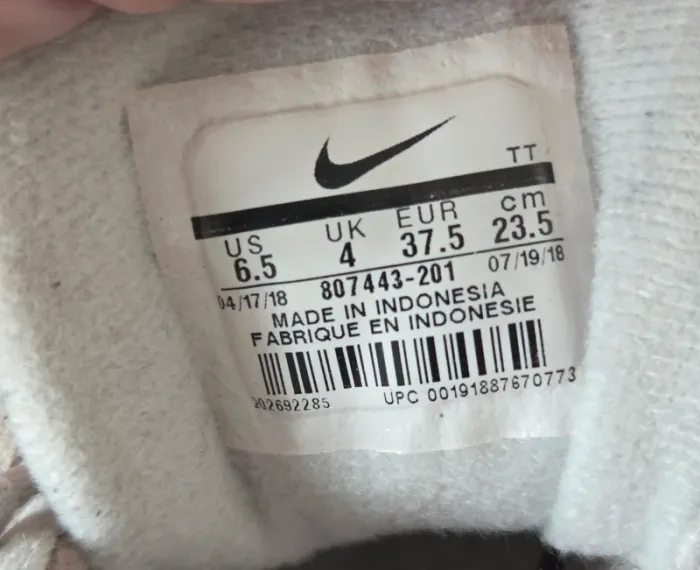 TT
US UK EUR cm
6.5 4 37.5 23.5
04/17/18 807443-201 07/19/18
MADE IN INDONESIA
FABRIQUE EN INDONESIE
202692285 UPC 00191887670773